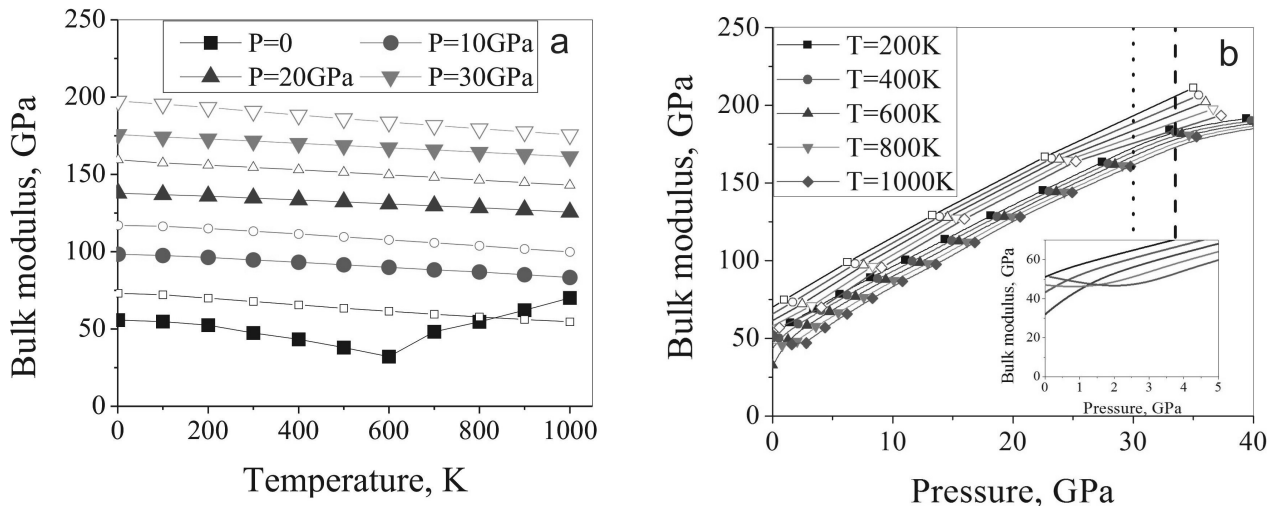 250
200
150
100
50
0
Bulk modulus, GPa
P=0 P=10GPa
P=20GPa P=30GPa
a
0 200 400 600 800 1000
Temperature, K
250
200
150
100
50
0
Bulk modulus, GPa
T=200K
T=400K
T=600K
T=800K
T=1000K
b
60
40
20
0
Bulk modulus, GPa
0 1 2 3 4 5
Pressure, GPa
0 10 20 30 40
Pressure, GPa